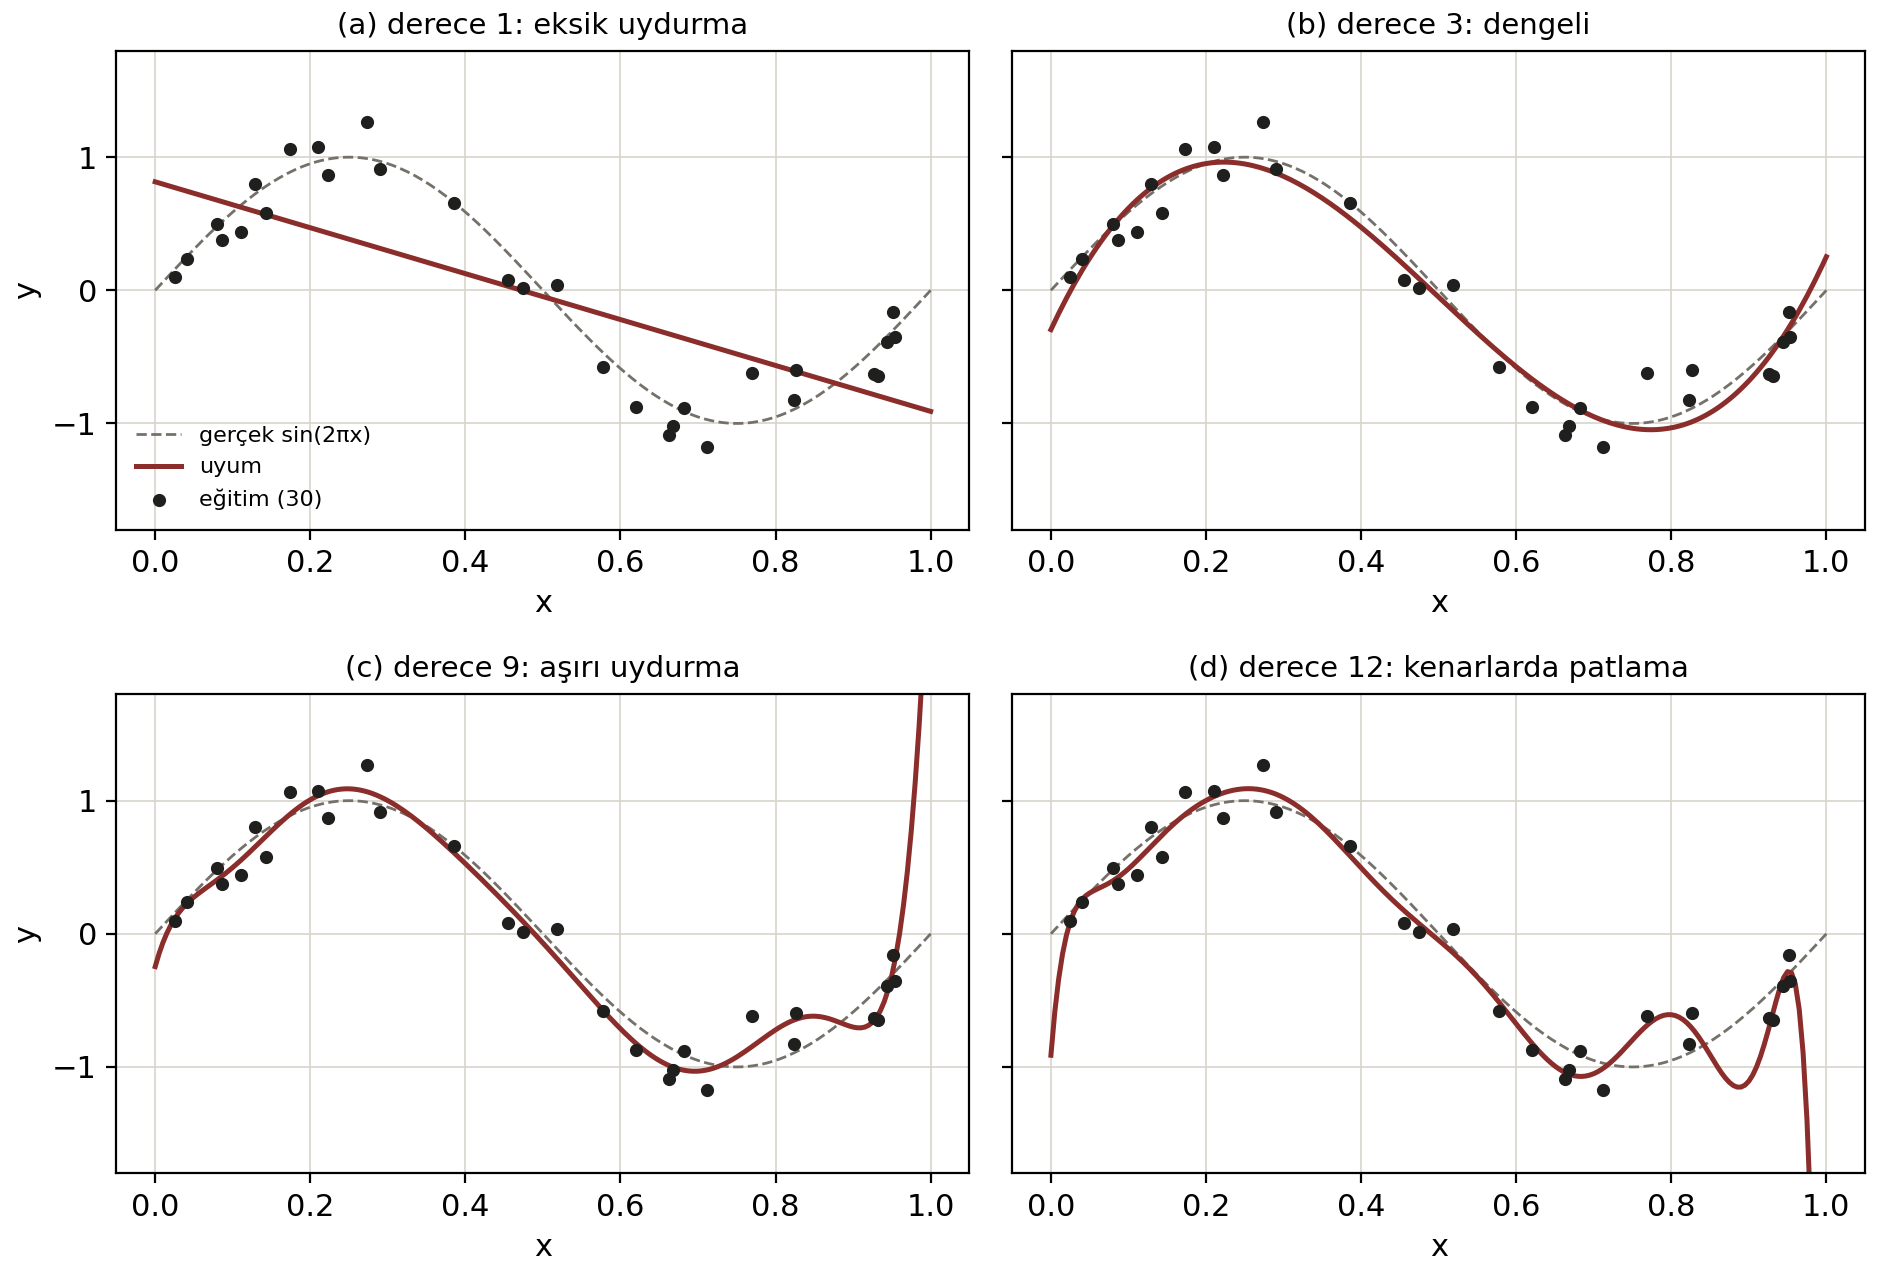 (a) derece 1: eksik uydurma
y
1
0
−1
gerçek sin(2πx)
uyum
eğitim (30)
0.0 0.2 0.4 0.6 0.8 1.0
x
(b) derece 3: dengeli
0.0 0.2 0.4 0.6 0.8 1.0
x
(c) derece 9: aşırı uydurma
y
1
0
−1
0.0 0.2 0.4 0.6 0.8 1.0
x
(d) derece 12: kenarlarda patlama
0.0 0.2 0.4 0.6 0.8 1.0
x